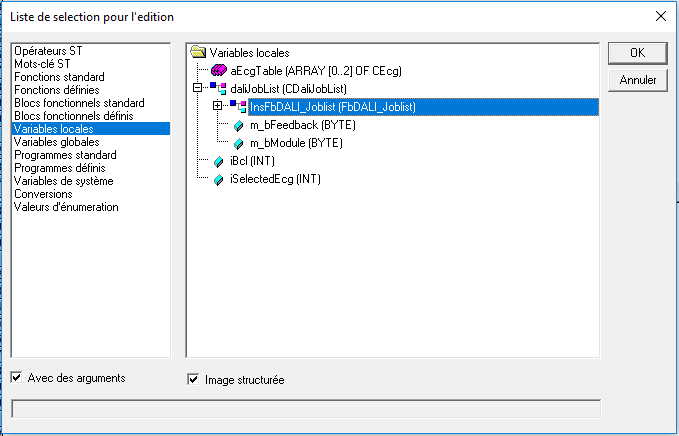 Liste de selection pour l'edition
Opérateurs ST
Mots-clé ST
Fonctions standard
Fonctions définies
Blocs fonctionnels standard
Blocs fonctionnels définis
Variables locales
Variables globales
Programmes standard
Programmes définis
Variables de système
Conversions
Valeurs d'énumeration
Variables locales
aEcgTable (ARRAY [0..2] OF CEcg)
daliJobList (CDaliJobList)
InsFbDALI_Joblist (FbDALI_Joblist)
m_bFeedback (BYTE)
m_bModule (BYTE)
iBcl (INT)
iSelectedEcg (INT)
OK
Annuler
Avec des arguments
Image structurée